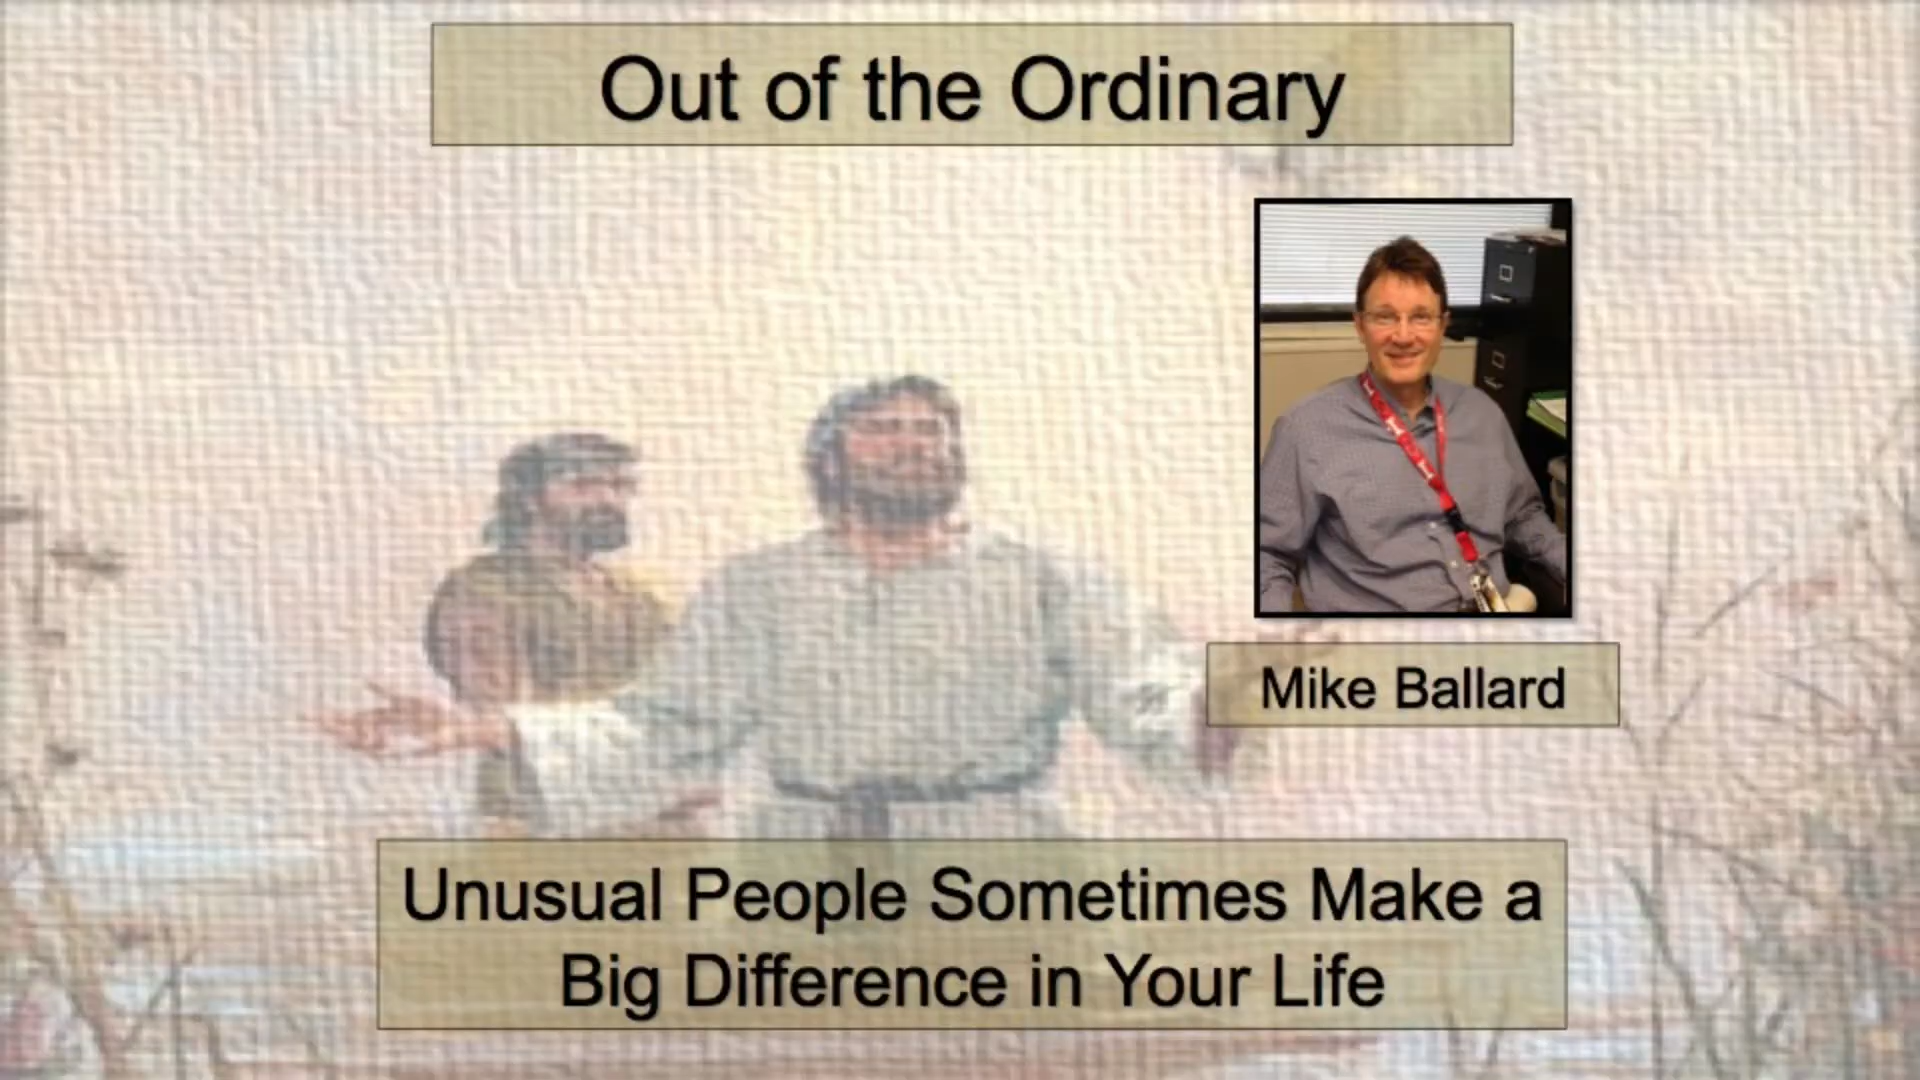 Out of the Ordinary
Mike Ballard
Unusual People Sometimes Make a
Big Difference in Your Life